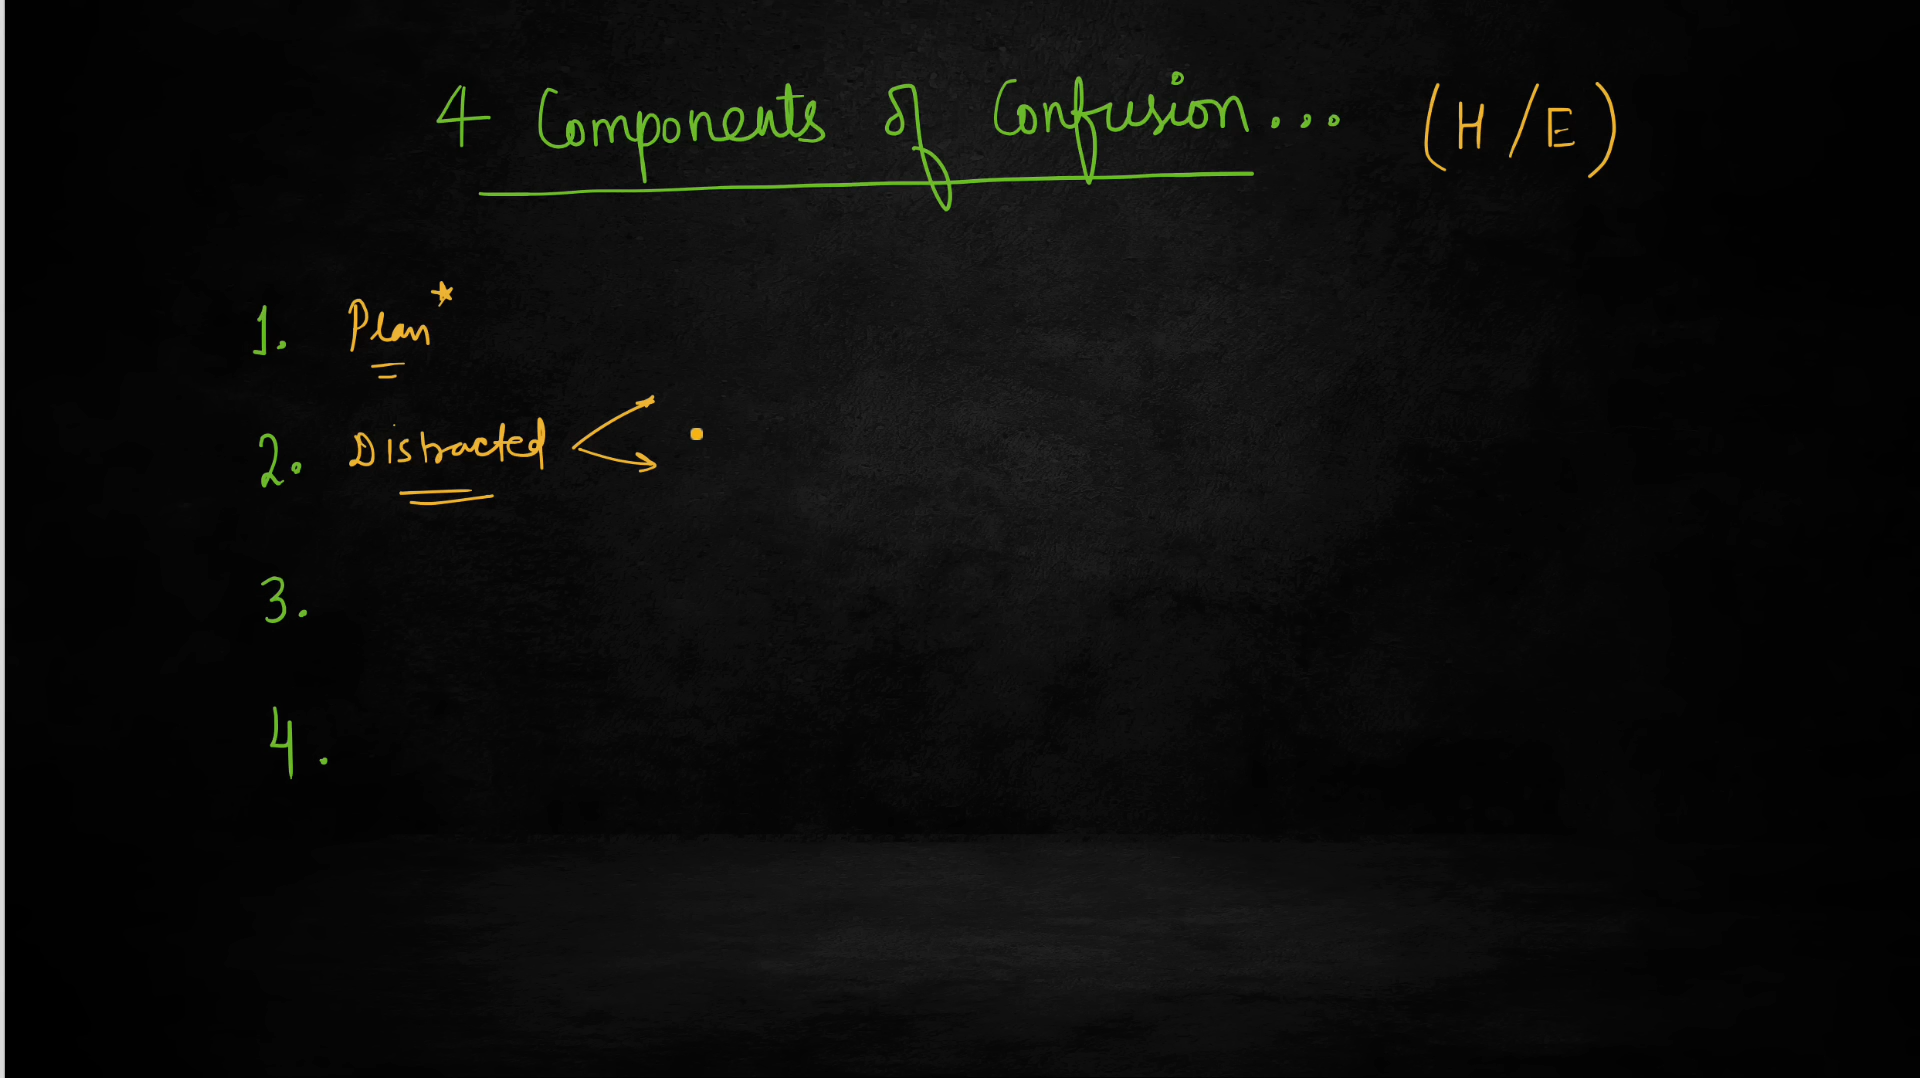 4 Components of Confusion... (H/E)
1. Plan*
2. Distracted
3.
4.